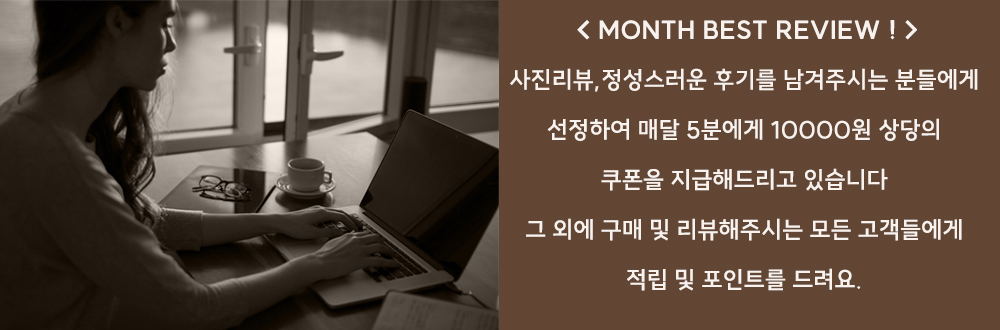 < MONTH BEST REVIEW ! >
사진리뷰, 정성스러운 후기를 남겨주시는 분들에게
선정하여 매달 5분에게 10000원 상당의
쿠폰을 지급해드리고 있습니다
그 외에 구매 및 리뷰해주시는 모든 고객들에게
적립 및 포인트를 드려요.